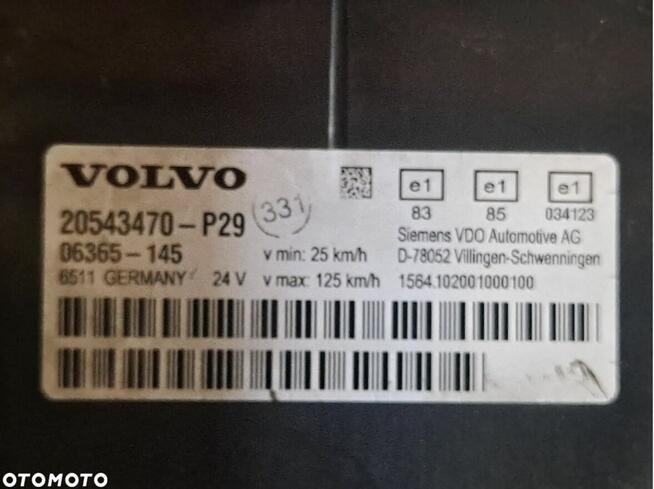 VOLVO
20543470-P29
331
06365-145
v min: 25 km/h
6511 GERMANY
24 V
v max: 125 km/h
e1
e1
e1
83
85
034123
Siemens VDO Automotive AG
D-78052 Villingen-Schwenningen
1564.102001000100
OTOMOTO